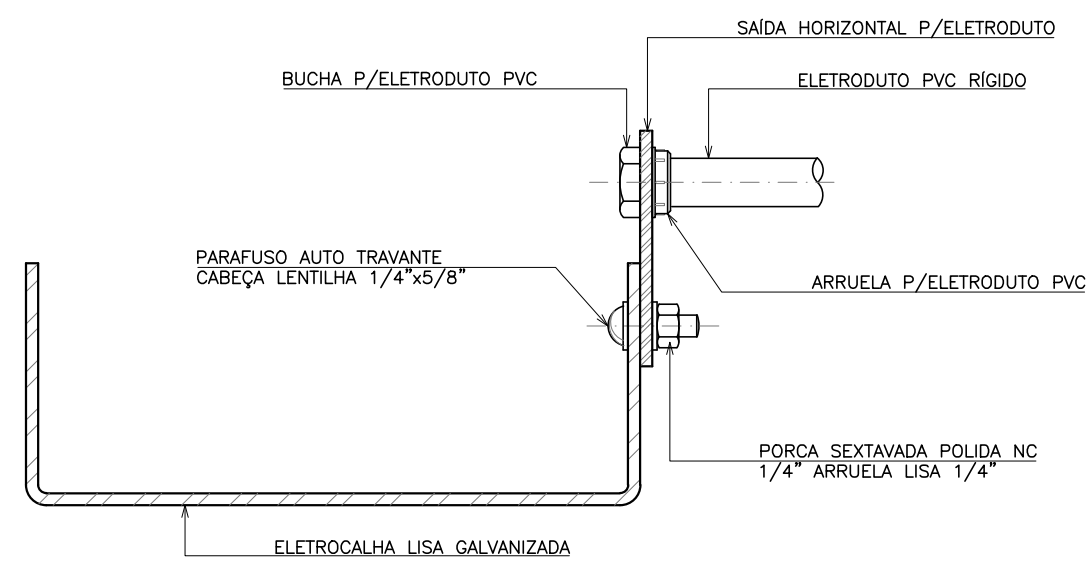 SAÍDA HORIZONTAL P/ELETRODUTO
BUCHA P/ELETRODUTO PVC
ELETRODUTO PVC RÍGIDO
PARAFUSO AUTO TRAVANTE
CABEÇA LENTILHA 1/4"x5/8"
ARRUELA P/ELETRODUTO PVC
PORCA SEXTAVADA POLIDA NC
1/4" ARRUELA LISA 1/4"
ELETROCALHA LISA GALVANIZADA